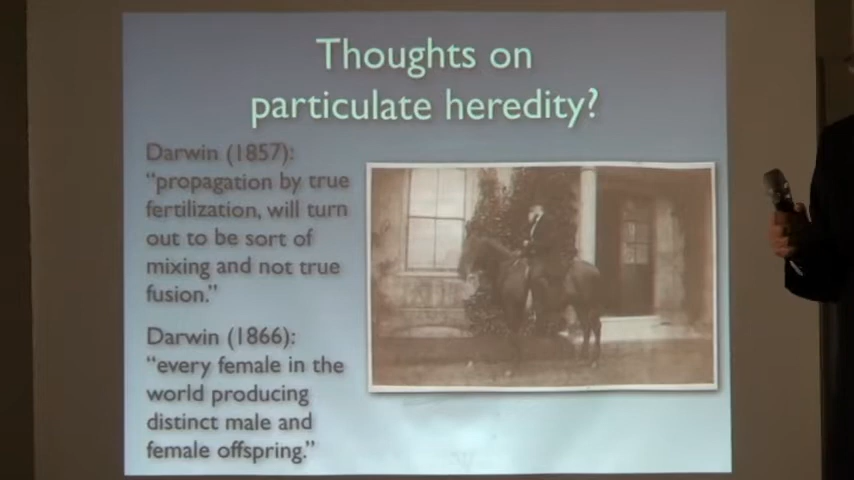 Thoughts on
particulate heredity?
Darwin (1857):
“propagation by true
fertilization, will turn
out to be sort of
mixing and not true
fusion.”
Darwin (1866):
“every female in the
world producing
distinct male and
female offspring.”